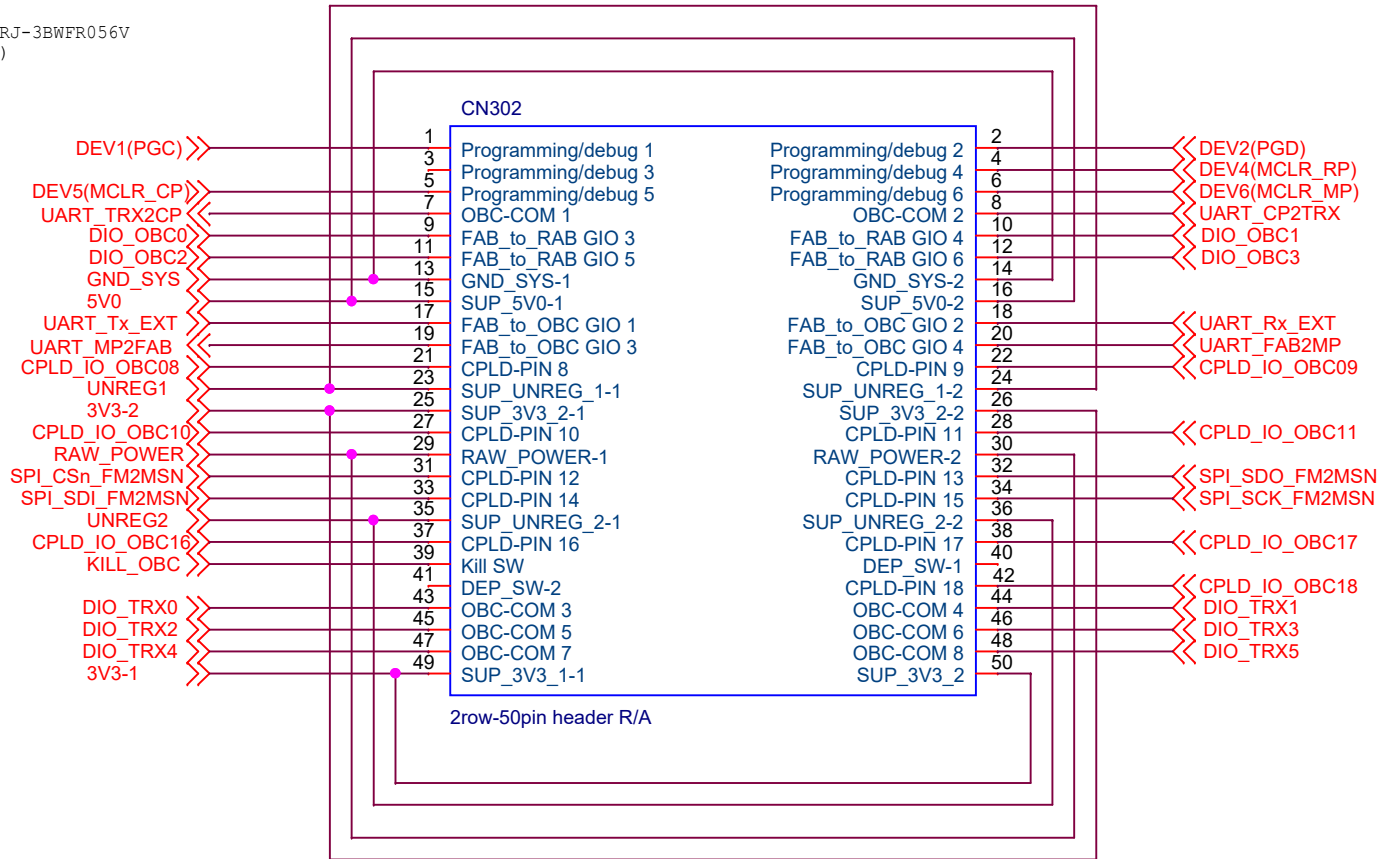 RJ-3BWFR056V
)
CN302
DEV1(PGC) 1 Programming/debug 1 Programming/debug 2 2 DEV2(PGD)
3 Programming/debug 3 Programming/debug 4 4 DEV4(MCLR_RP)
DEV5(MCLR_CP) 5 Programming/debug 5 Programming/debug 6 6 DEV6(MCLR_MP)
UART_TRX2CP 7 OBC-COM 1 OBC-COM 2 8 UART_CP2TRX
DIO_OBC0 9 FAB_to_RAB GIO 3 FAB_to_RAB GIO 4 10 DIO_OBC1
DIO_OBC2 11 FAB_to_RAB GIO 5 FAB_to_RAB GIO 6 12 DIO_OBC3
GND_SYS 13 GND_SYS-1 GND_SYS-2 14
5V0 15 SUP_5V0-1 SUP_5V0-2 16
UART_Tx_EXT 17 FAB_to_OBC GIO 1 FAB_to_OBC GIO 2 18 UART_Rx_EXT
UART_MP2FAB 19 FAB_to_OBC GIO 3 FAB_to_OBC GIO 4 20 UART_FAB2MP
CPLD_IO_OBC08 21 CPLD-PIN 8 CPLD-PIN 9 22 CPLD_IO_OBC09
UNREG1 23 SUP_UNREG_1-1 SUP_UNREG_1-2 24
3V3-2 25 SUP_3V3_2-1 SUP_3V3_2-2 26
CPLD_IO_OBC10 27 CPLD-PIN 10 CPLD-PIN 11 28 CPLD_IO_OBC11
RAW_POWER 29 RAW_POWER-1 RAW_POWER-2 30
SPI_CSn_FM2MSN 31 CPLD-PIN 12 CPLD-PIN 13 32 SPI_SDO_FM2MSN
SPI_SDI_FM2MSN 33 CPLD-PIN 14 CPLD-PIN 15 34 SPI_SCK_FM2MSN
UNREG2 35 SUP_UNREG_2-1 SUP_UNREG_2-2 36
CPLD_IO_OBC16 37 CPLD-PIN 16 CPLD-PIN 17 38 CPLD_IO_OBC17
KILL_OBC 39 Kill SW DEP_SW-1 40
41 DEP_SW-2 CPLD-PIN 18 42 CPLD_IO_OBC18
DIO_TRX0 43 OBC-COM 3 OBC-COM 4 44 DIO_TRX1
DIO_TRX2 45 OBC-COM 5 OBC-COM 6 46 DIO_TRX3
DIO_TRX4 47 OBC-COM 7 OBC-COM 8 48 DIO_TRX5
3V3-1 49 SUP_3V3_1-1 SUP_3V3_2 50
2row-50pin header R/A